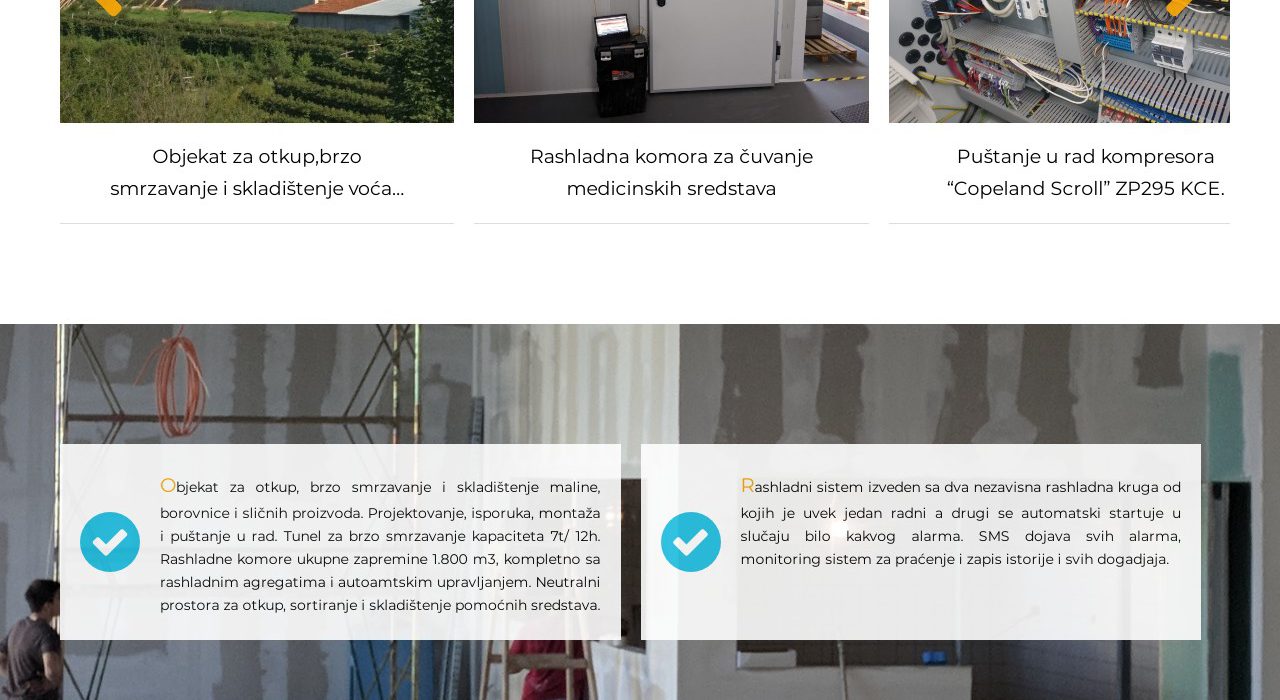 Objekat za otkup,brzo
smrzavanje i skladištenje voća...
Rashladna komora za čuvanje
medicinskih sredstava
Puštanje u rad kompresora
“Copeland Scroll” ZP295 KCE.
Objekat za otkup, brzo smrzavanje i skladištenje maline,
borovnice i sličnih proizvoda. Projektovanje, isporuka, montaža
i puštanje u rad. Tunel za brzo smrzavanje kapaciteta 7t/ 12h.
Rashladne komore ukupne zapremine 1.800 m3, kompletno sa
rashladnim agregatima i autoamtskim upravljanjem. Neutralni
prostora za otkup, sortiranje i skladištenje pomoćnih sredstava.
Rashladni sistem izveden sa dva nezavisna rashladna kruga od
kojih je uvek jedan radni a drugi se automatski startuje u
slučaju bilo kakvog alarma. SMS dojava svih alarma,
monitoring sistem za praćenje i zapis istorije i svih dogadjaja.